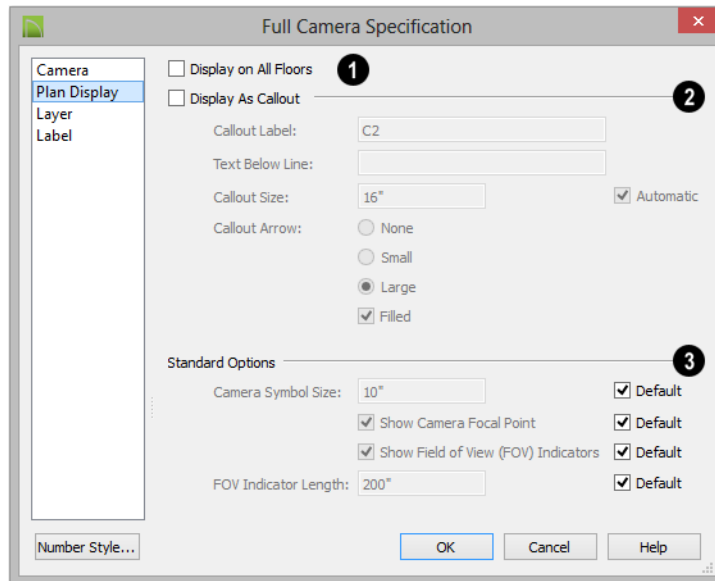 Full Camera Specification
x
Camera
Plan Display
Layer
Label
Display on All Floors 1
Display As Callout 2
Callout Label: C2
Text Below Line:
Callout Size: 16" Automatic
Callout Arrow: None
Small
Large
Filled
Standard Options 3
Camera Symbol Size: 10" Default
Show Camera Focal Point Default
Show Field of View (FOV) Indicators Default
FOV Indicator Length: 200" Default
Number Style... OK Cancel Help